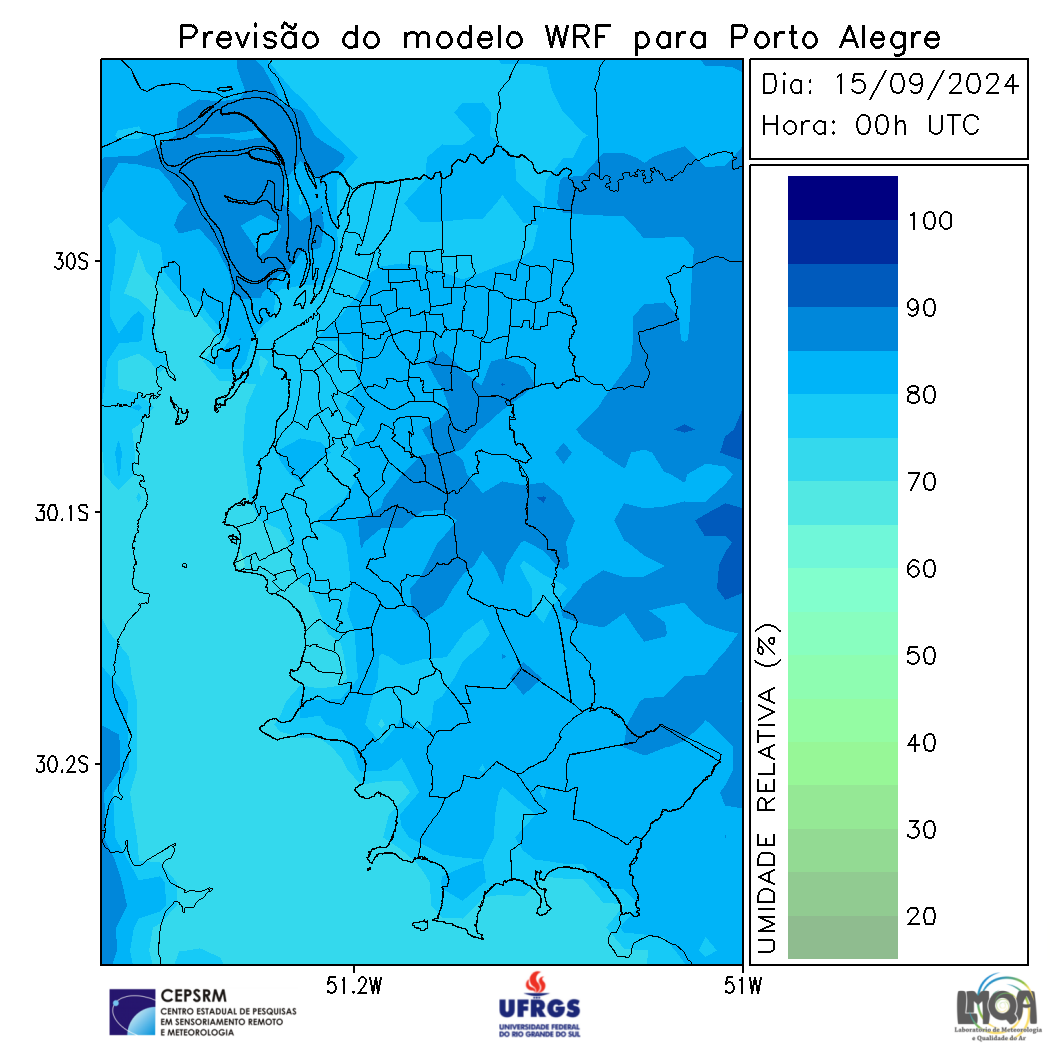 Previsão do modelo WRF para Porto Alegre
Dia: 15/09/2024
Hora: 00h UTC
100
90
80
70
60
50
40
30
20
UMIDADE RELATIVA (%)
30S
30.1S
30.2S
51.2W
51W
CEPSRM
CENTRO ESTADUAL DE PESQUISAS
EM SENSORIAMENTO REMOTO
E METEOROLOGIA
UFRGS
UNIVERSIDADE FEDERAL
DO RIO GRANDE DO SUL
LMQA
Laboratório de Meteorologia
e Qualidade do Ar